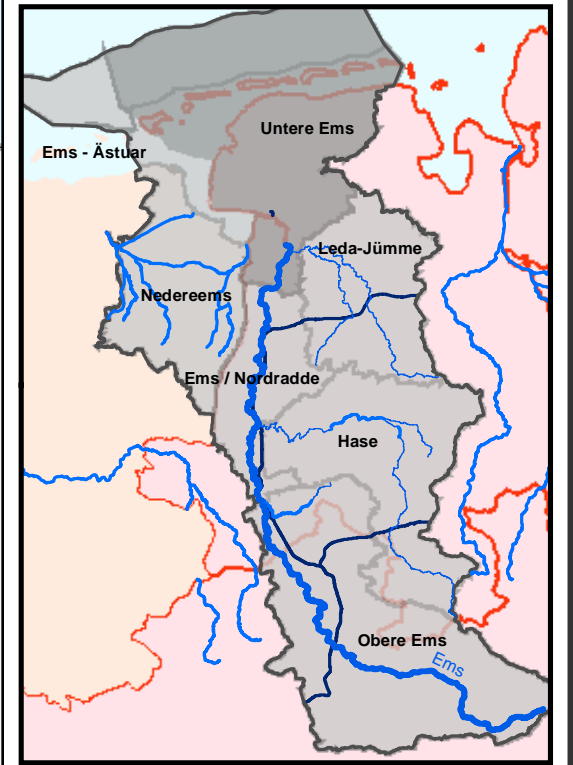 Untere Ems
Ems - Ästuar
Leda-Jümme
Nedereems
Ems / Nordradde
Hase
Obere Ems
Ems